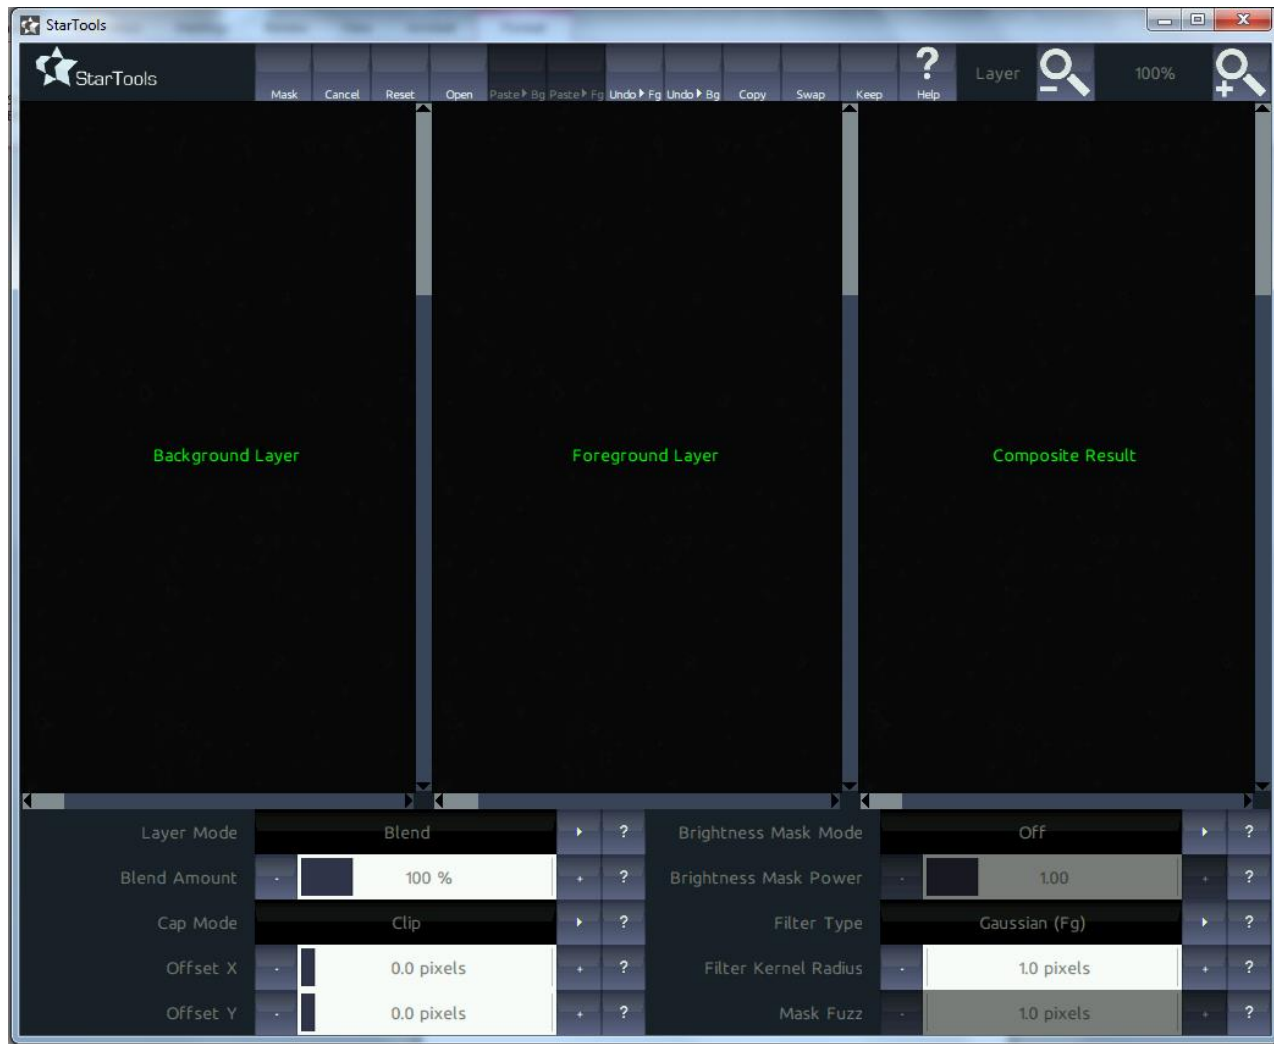 StarTools
StarTools
Mask Cancel Reset Open Paste Bg Paste Fg Undo Fg Undo Bg Copy Swap Keep ? Help Layer 100%
Background Layer Foreground Layer Composite Result
Layer Mode Blend ? Brightness Mask Mode Off ?
Blend Amount - 100 % + ? Brightness Mask Power - 1.00 + ?
Cap Mode Clip ? Filter Type Gaussian (Fg) ?
Offset X - 0.0 pixels + ? Filter Kernel Radius - 1.0 pixels + ?
Offset Y - 0.0 pixels + ? Mask Fuzz - 1.0 pixels + ?